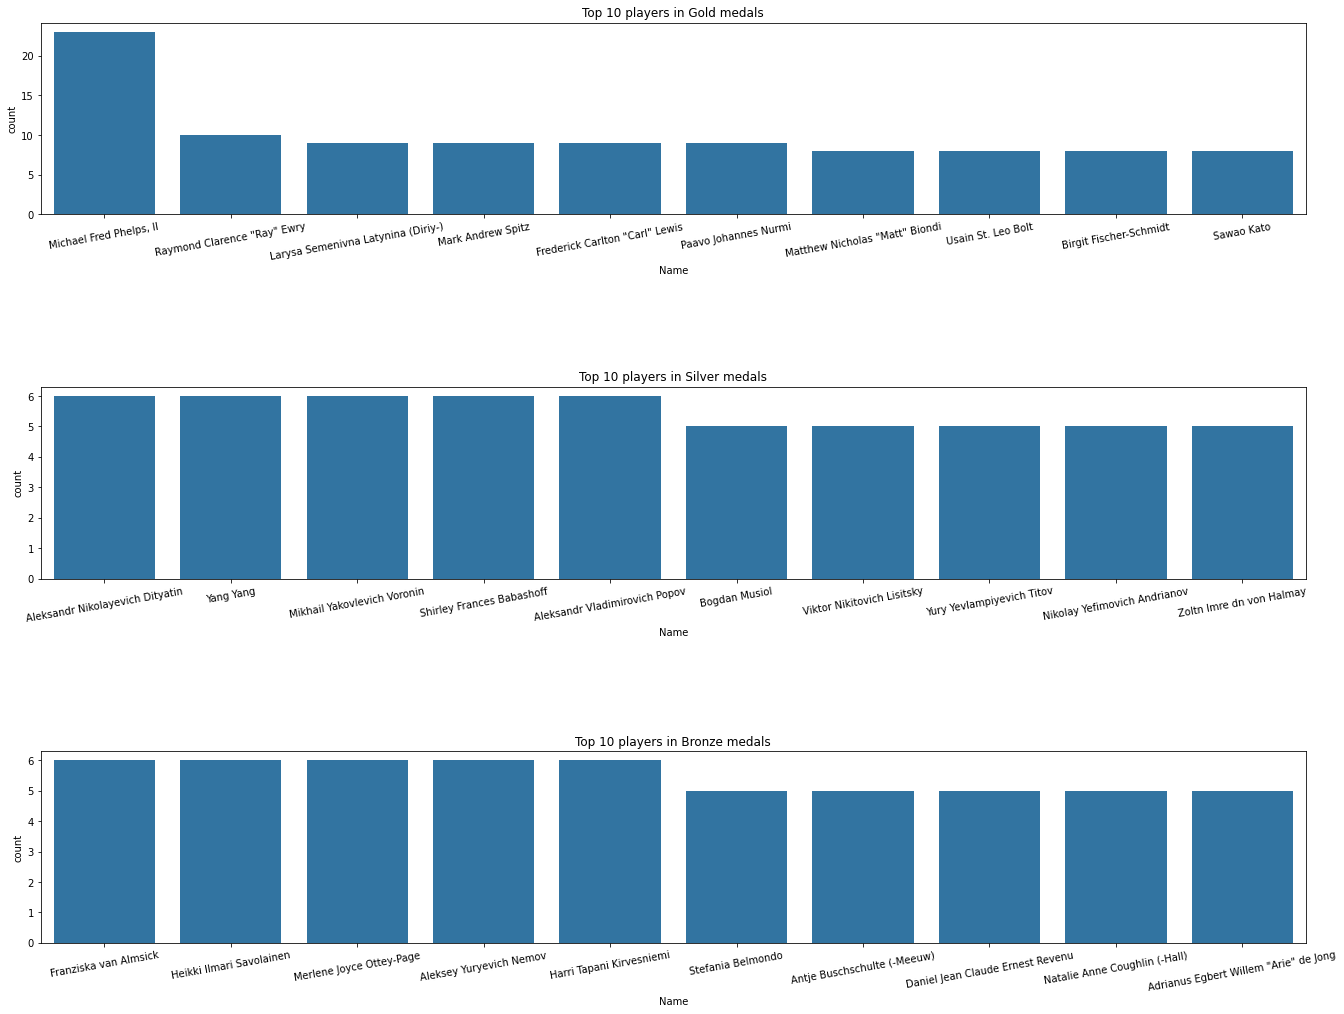 Top 10 players in Gold medals
20
15
10
5
0
count
Michael Fred Phelps, II
Raymond Clarence "Ray" Ewry
Larysa Semenivna Latynina (Diriy-)
Mark Andrew Spitz
Frederick Carlton "Carl" Lewis
Paavo Johannes Nurmi
Matthew Nicholas "Matt" Biondi
Usain St. Leo Bolt
Birgit Fischer-Schmidt
Sawao Kato
Name
Top 10 players in Silver medals
6
5
4
3
2
1
0
count
Aleksandr Nikolayevich Dityatin
Yang Yang
Mikhail Yakovlevich Voronin
Shirley Frances Babashoff
Aleksandr Vladimirovich Popov
Bogdan Musiol
Viktor Nikitovich Lisitsky
Yury Yevlampiyevich Titov
Nikolay Yefimovich Andrianov
Zoltn Imre dn von Halmay
Name
Top 10 players in Bronze medals
6
5
4
3
2
1
0
count
Franziska van Almsick
Heikki Ilmari Savolainen
Merlene Joyce Ottey-Page
Aleksey Yuryevich Nemov
Harri Tapani Kirvesniemi
Stefania Belmondo
Antje Buschschulte (-Meeuw)
Daniel Jean Claude Ernest Revenu
Natalie Anne Coughlin (-Hall)
Adrianus Egbert Willem "Arie" de Jong
Name